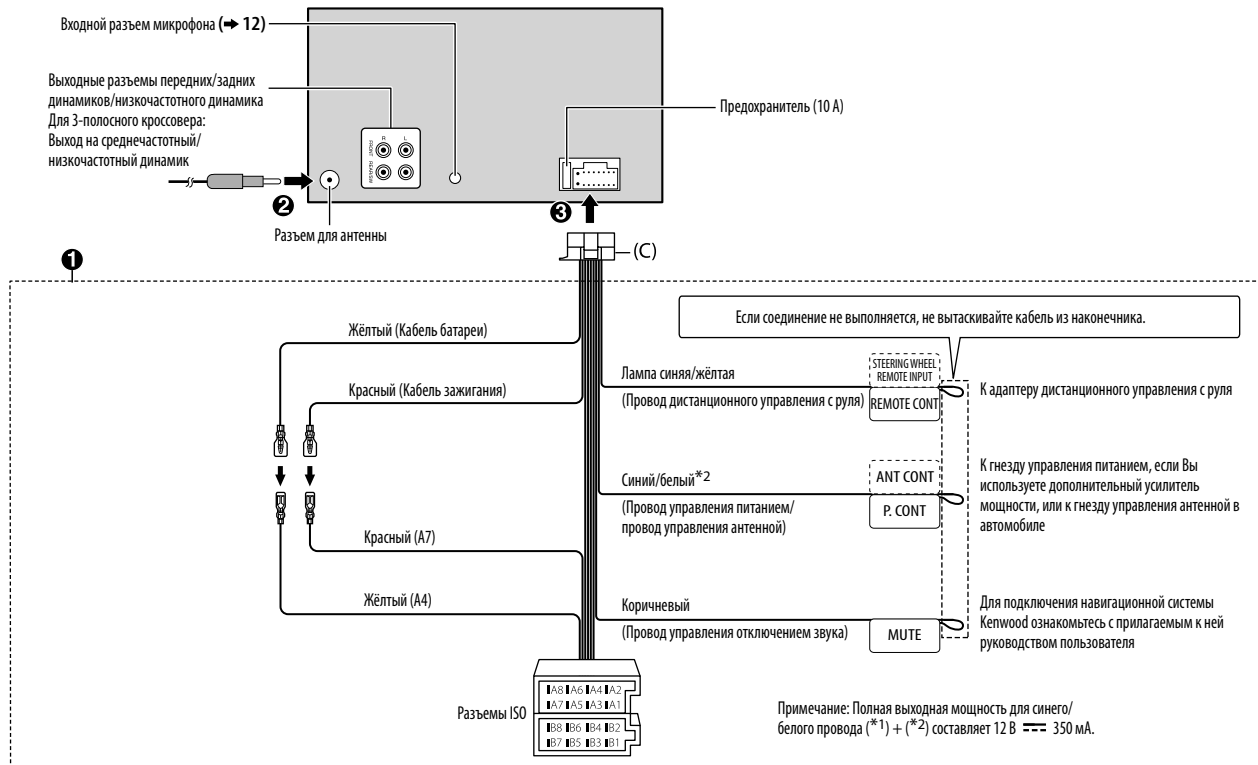 Входной разъем микрофона (➜ 12)
Выходные разъемы передних/задних
динамиков/низкочастотного динамика
Для 3-полосного кроссовера:
Выход на среднечастотный/
низкочастотный динамик
R L
FRONT
REAR/SW
Предохранитель (10 A)
❷
Разъем для антенны
❸
(C)
❶
Если соединение не выполняется, не вытаскивайте кабель из наконечника.
Жёлтый (Кабель батареи)
Красный (Кабель зажигания)
Красный (A7)
Жёлтый (A4)
Лампа синяя/жёлтая
(Провод дистанционного управления с руля)
STEERING WHEEL
REMOTE INPUT
REMOTE CONT
К адаптеру дистанционного управления с руля
Синий/белый*2
(Провод управления питанием/
провод управления антенной)
ANT CONT
P. CONT
К гнезду управления питанием, если Вы
используете дополнительный усилитель
мощности, или к гнезду управления антенной в
автомобиле
Коричневый
(Провод управления отключением звука)
MUTE
Для подключения навигационной системы
Kenwood ознакомьтесь с прилагаемым к ней
руководством пользователя
Разъемы ISO
A8 A6 A4 A2
A7 A5 A3 A1
B8 B6 B4 B2
B7 B5 B3 B1
Примечание: Полная выходная мощность для синего/
белого провода (*1) + (*2) составляет 12 В ⎓ 350 мА.